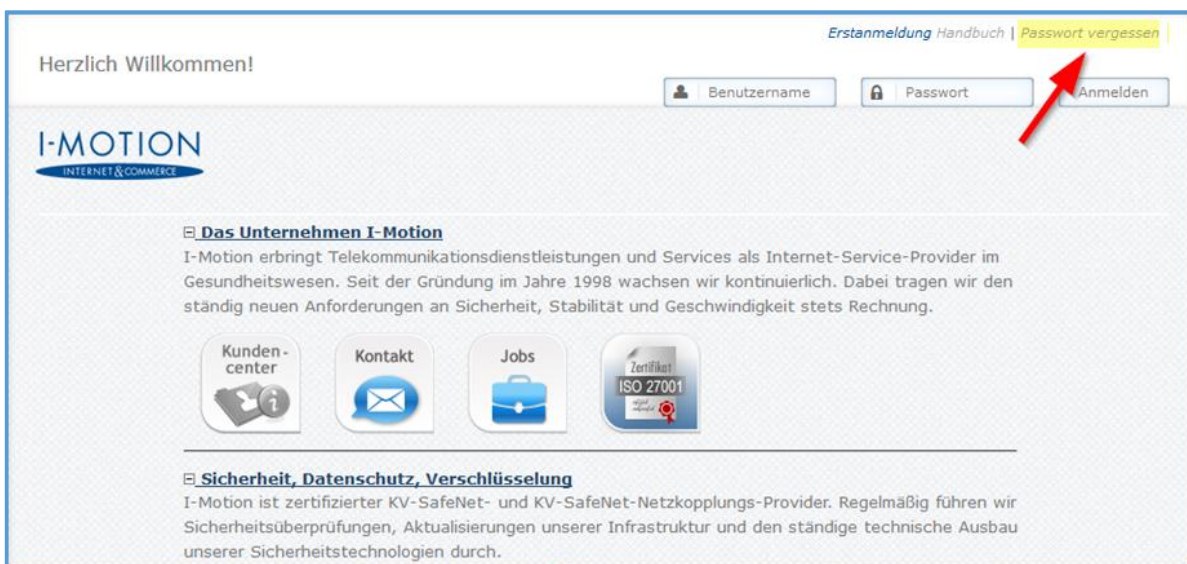 Erstanmeldung Handbuch | Passwort vergessen
Herzlich Willkommen!
Benutzername
Passwort
Anmelden
I-MOTION
INTERNET&COMMERCE
Das Unternehmen I-Motion
I-Motion erbringt Telekommunikationsdienstleistungen und Services als Internet-Service-Provider im
Gesundheitswesen. Seit der Gründung im Jahre 1998 wachsen wir kontinuierlich. Dabei tragen wir den
ständig neuen Anforderungen an Sicherheit, Stabilität und Geschwindigkeit stets Rechnung.
Kunden-
center
Kontakt
Jobs
Zertifikat
ISO 27001
Sicherheit, Datenschutz, Verschlüsselung
I-Motion ist zertifizierter KV-SafeNet- und KV-SafeNet-Netzkopplungs-Provider. Regelmäßig führen wir
Sicherheitsüberprüfungen, Aktualisierungen unserer Infrastruktur und den ständige technische Ausbau
unserer Sicherheitstechnologien durch.